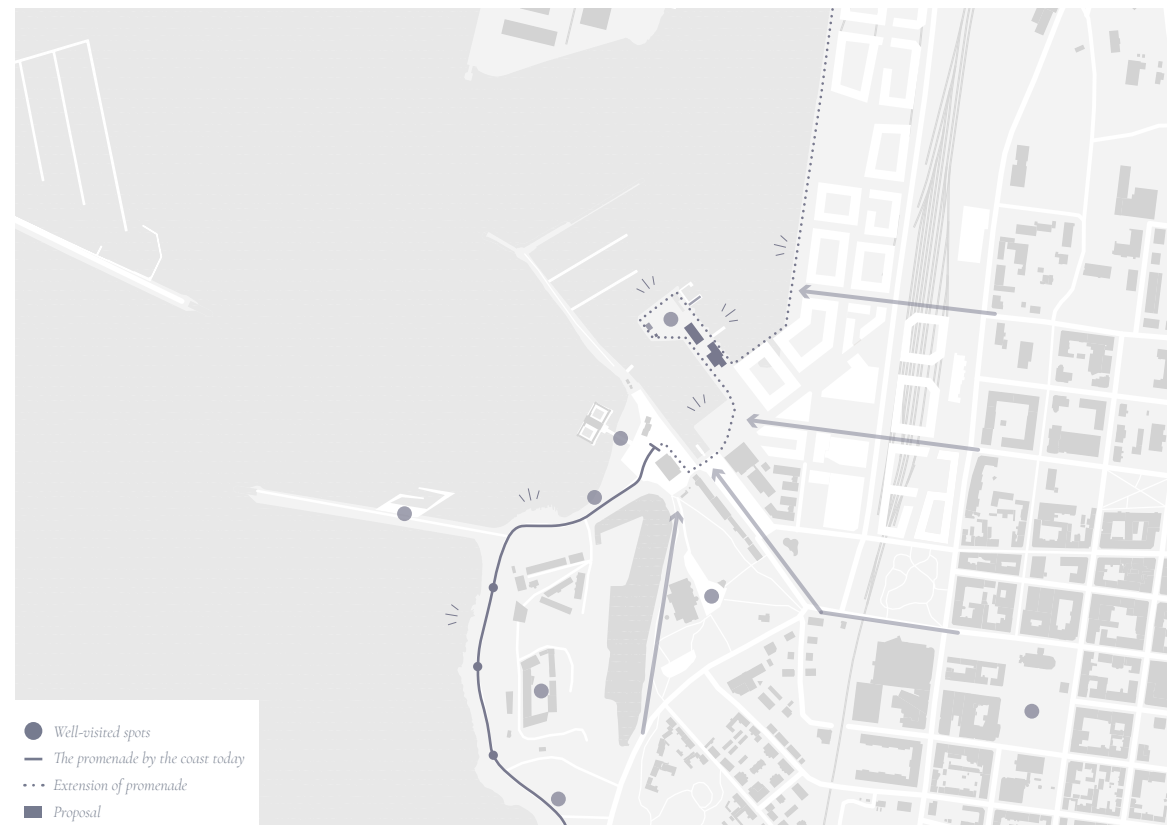 Well-visited spots
The promenade by the coast today
Extension of promenade
Proposal